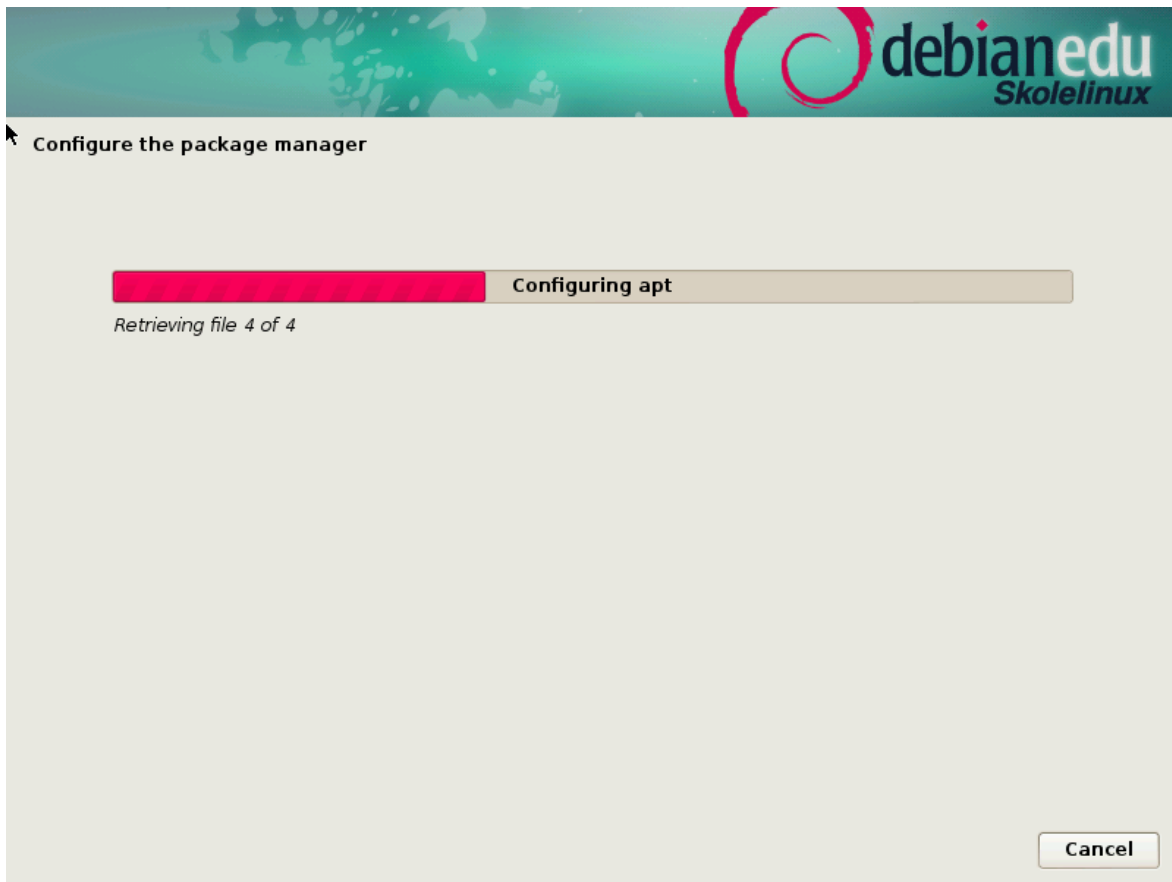 debianedu
Skolelinux
Configure the package manager
Configuring apt
Retrieving file 4 of 4
Cancel